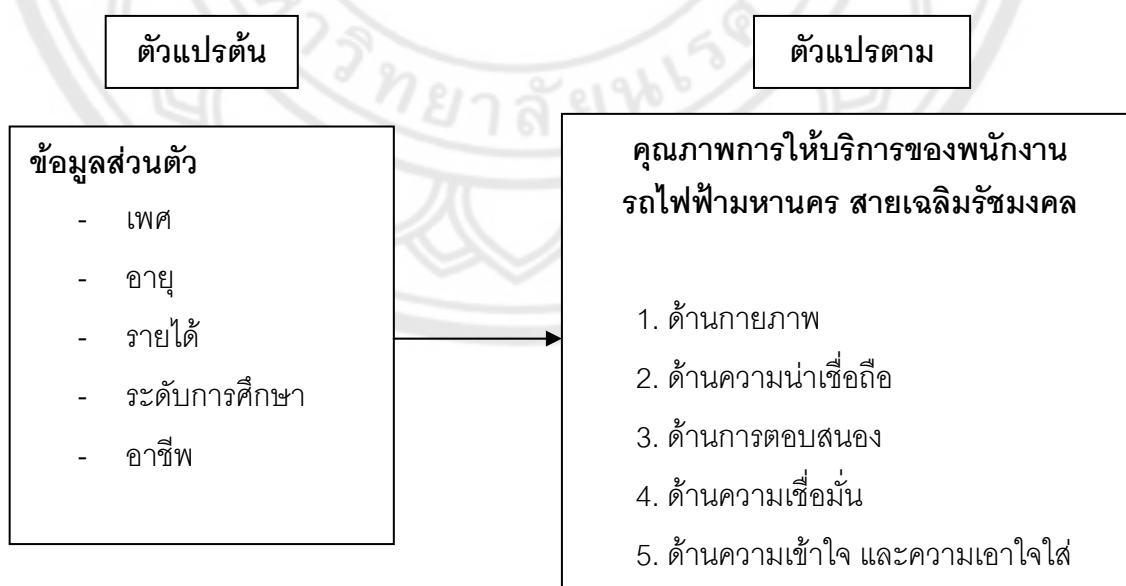 ตัวแปรต้น
ตัวแปรตาม
ข้อมูลส่วนตัว
- เพศ
- อายุ
- รายได้
- ระดับการศึกษา
- อาชีพ
คุณภาพการให้บริการของพนักงาน
รถไฟฟ้ามหานคร สายเฉลิมรัชมงคล
1. ด้านกายภาพ
2. ด้านความน่าเชื่อถือ
3. ด้านการตอบสนอง
4. ด้านความเชื่อมั่น
5. ด้านความเข้าใจ และความเอาใจใส่